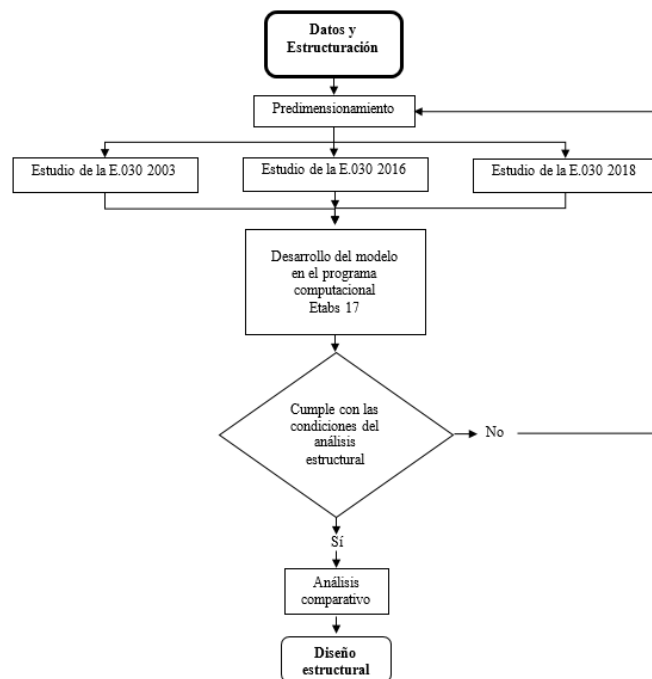 Datos y
Estructuración
Predimensionamiento
Estudio de la E.030 2003
Estudio de la E.030 2016
Estudio de la E.030 2018
Desarrollo del modelo
en el programa
computacional
Etabs 17
Cumple con las
condiciones del
análisis
estructural
No
Sí
Análisis
comparativo
Diseño
estructural